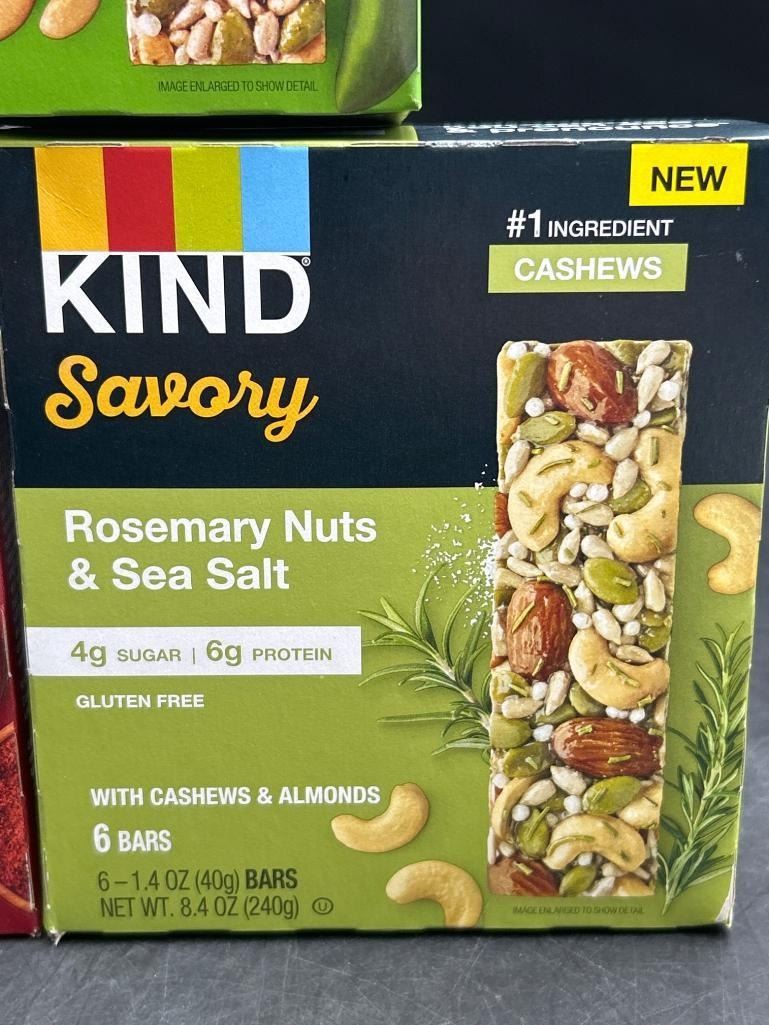 IMAGE ENLARGED TO SHOW DETAIL
NEW
KIND®
#1 INGREDIENT
CASHEWS
Savory
Rosemary Nuts
& Sea Salt
4g SUGAR | 6g PROTEIN
GLUTEN FREE
WITH CASHEWS & ALMONDS
6 BARS
6 – 1.4 OZ (40g) BARS
NET WT. 8.4 OZ (240g) U
IMAGE ENLARGED TO SHOW DETAIL